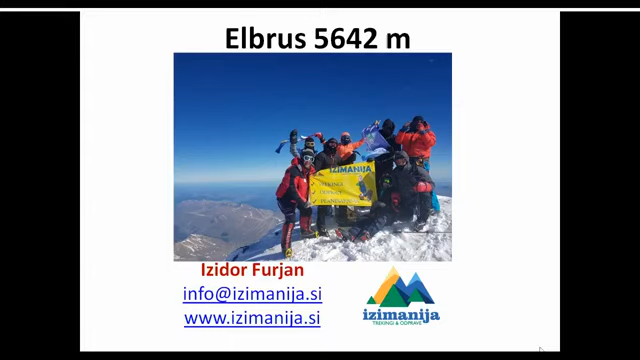 Elbrus 5642 m
IZIMANIJA
Izidor Furjan
info@izimanija.si
www.izimanija.si
izimanija
TREKINGI & ODPRAVE